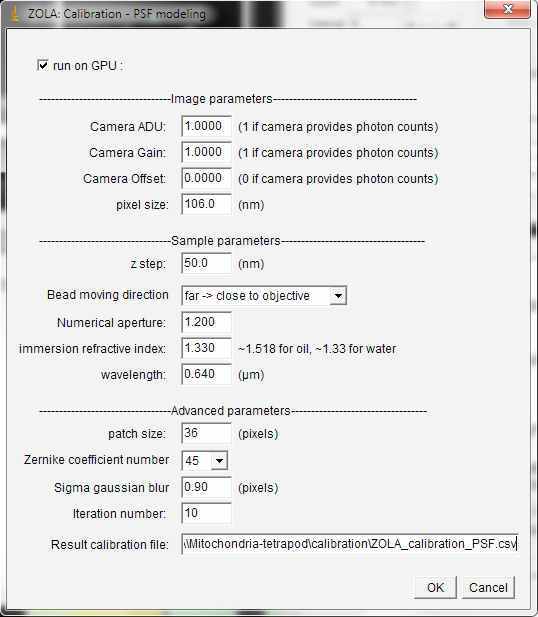 ZOLA: Calibration - PSF modeling
run on GPU :
---------------------------------Image parameters------------------------------------
Camera ADU: 1.0000 (1 if camera provides photon counts)
Camera Gain: 1.0000 (1 if camera provides photon counts)
Camera Offset: 0.0000 (0 if camera provides photon counts)
pixel size: 106.0 (nm)
---------------------------------Sample parameters------------------------------------
z step: 50.0 (nm)
Bead moving direction far -> close to objective
Numerical aperture: 1.200
immersion refractive index: 1.330 ~1.518 for oil, ~1.33 for water
wavelength: 0.640 (µm)
---------------------------------Advanced parameters----------------------------------
patch size: 36 (pixels)
Zernike coefficient number 45
Sigma gaussian blur 0.90 (pixels)
Iteration number: 10
Result calibration file: \Mitochondria-tetrapod\calibration\ZOLA_calibration_PSF.csv
OK Cancel